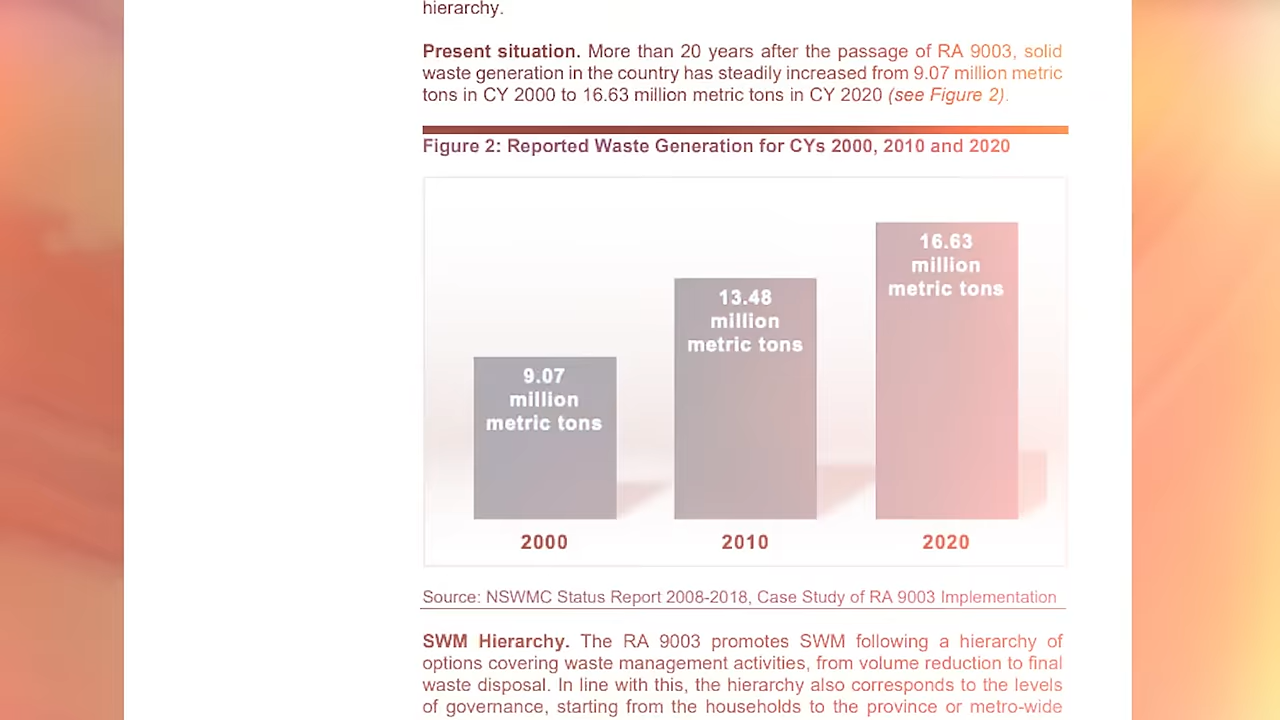 hierarchy.
Present situation. More than 20 years after the passage of RA 9003, solid
waste generation in the country has steadily increased from 9.07 million metric
tons in CY 2000 to 16.63 million metric tons in CY 2020 (see Figure 2).
Figure 2: Reported Waste Generation for CYs 2000, 2010 and 2020
16.63
million
metric tons
13.48
million
metric tons
9.07
million
metric tons
2000
2010
2020
Source: NSWMC Status Report 2008-2018, Case Study of RA 9003 Implementation
SWM Hierarchy. The RA 9003 promotes SWM following a hierarchy of
options covering waste management activities, from volume reduction to final
waste disposal. In line with this, the hierarchy also corresponds to the levels
of governance, starting from the households to the province or metro-wide